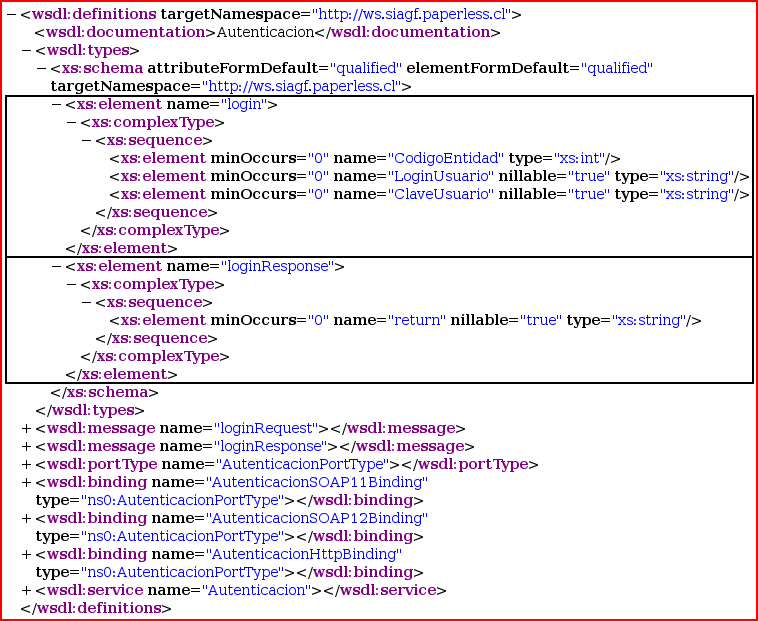 − <wsdl:definitions targetNamespace="http://ws.siagf.paperless.cl">
<wsdl:documentation>Autenticacion</wsdl:documentation>
− <wsdl:types>
− <xs:schema attributeFormDefault="qualified" elementFormDefault="qualified"
targetNamespace="http://ws.siagf.paperless.cl">
− <xs:element name="login">
− <xs:complexType>
− <xs:sequence>
<xs:element minOccurs="0" name="CodigoEntidad" type="xs:int"/>
<xs:element minOccurs="0" name="LoginUsuario" nillable="true" type="xs:string"/>
<xs:element minOccurs="0" name="ClaveUsuario" nillable="true" type="xs:string"/>
</xs:sequence>
</xs:complexType>
</xs:element>
− <xs:element name="loginResponse">
− <xs:complexType>
− <xs:sequence>
<xs:element minOccurs="0" name="return" nillable="true" type="xs:string"/>
</xs:sequence>
</xs:complexType>
</xs:element>
</xs:schema>
</wsdl:types>
+ <wsdl:message name="loginRequest"></wsdl:message>
+ <wsdl:message name="loginResponse"></wsdl:message>
+ <wsdl:portType name="AutenticacionPortType"></wsdl:portType>
+ <wsdl:binding name="AutenticacionSOAP11Binding"
type="ns0:AutenticacionPortType"></wsdl:binding>
+ <wsdl:binding name="AutenticacionSOAP12Binding"
type="ns0:AutenticacionPortType"></wsdl:binding>
+ <wsdl:binding name="AutenticacionHttpBinding"
type="ns0:AutenticacionPortType"></wsdl:binding>
+ <wsdl:service name="Autenticacion"></wsdl:service>
</wsdl:definitions>